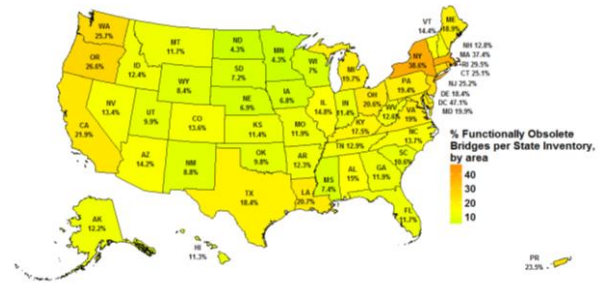 WA
25.7%
OR
26.6%
CA
21.9%
NV
13.4%
ID
12.4%
MT
11.7%
WY
8.4%
UT
9.9%
AZ
14.2%
CO
13.6%
NM
8.8%
ND
4.3%
SD
7.2%
NE
6.9%
KS
11.4%
OK
9.8%
TX
18.4%
MN
4.3%
IA
6.8%
MO
11.9%
AR
12.3%
LA
20.7%
WI
7%
IL
14.8%
MS
7.4%
MI
19.7%
IN
11.4%
OH
20.6%
KY
17.5%
TN 12.9%
AL
15%
GA
11.9%
FL
11.7%
SC
10.6%
NC
13.7%
WV
12.6%
VA
19%
PA
19.4%
NY
38.6%
VT
14.4%
ME
18.9%
NH 12.8%
MA 37.4%
RI 29.5%
CT 25.1%
NJ 25.2%
DE 18.4%
DC 47.1%
MD 19.9%
% Functionally Obsolete
Bridges per State Inventory,
by area
40
30
20
10
AK
12.2%
HI
11.3%
PR
23.5%